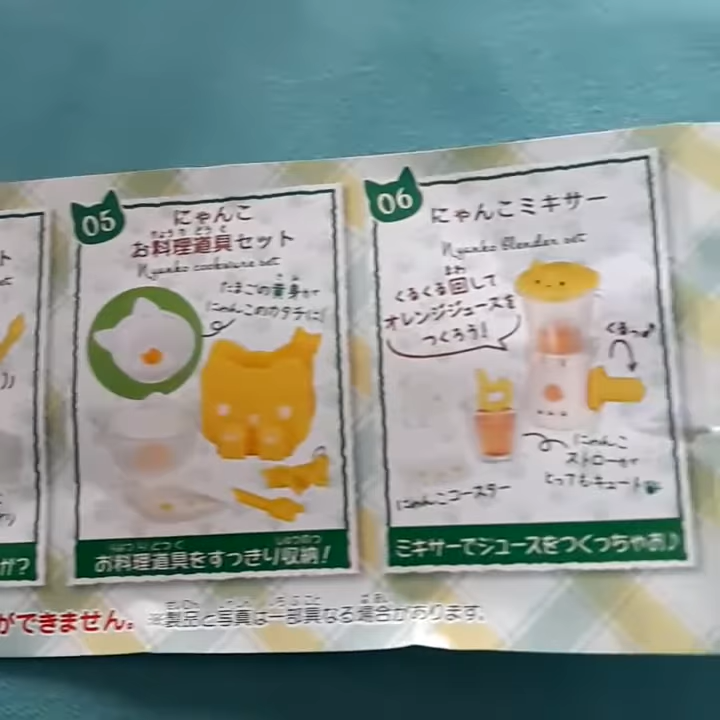 05
にゃんこ
お料理道具セット
Nyanko cookware set
たまごの黄身が
にゃんこのカタチに!
お料理道具をすっきり収納!
06
にゃんこミキサー
Nyanko blender set
くるくる回して
オレンジジュースを
つくろう!
くるっ♪
にゃんこ
ストローが
とってもキュート
にゃんこコースター
ミキサーでジュースをつくっちゃお♪
か?
ができません。※製品と写真は一部異なる場合があります。